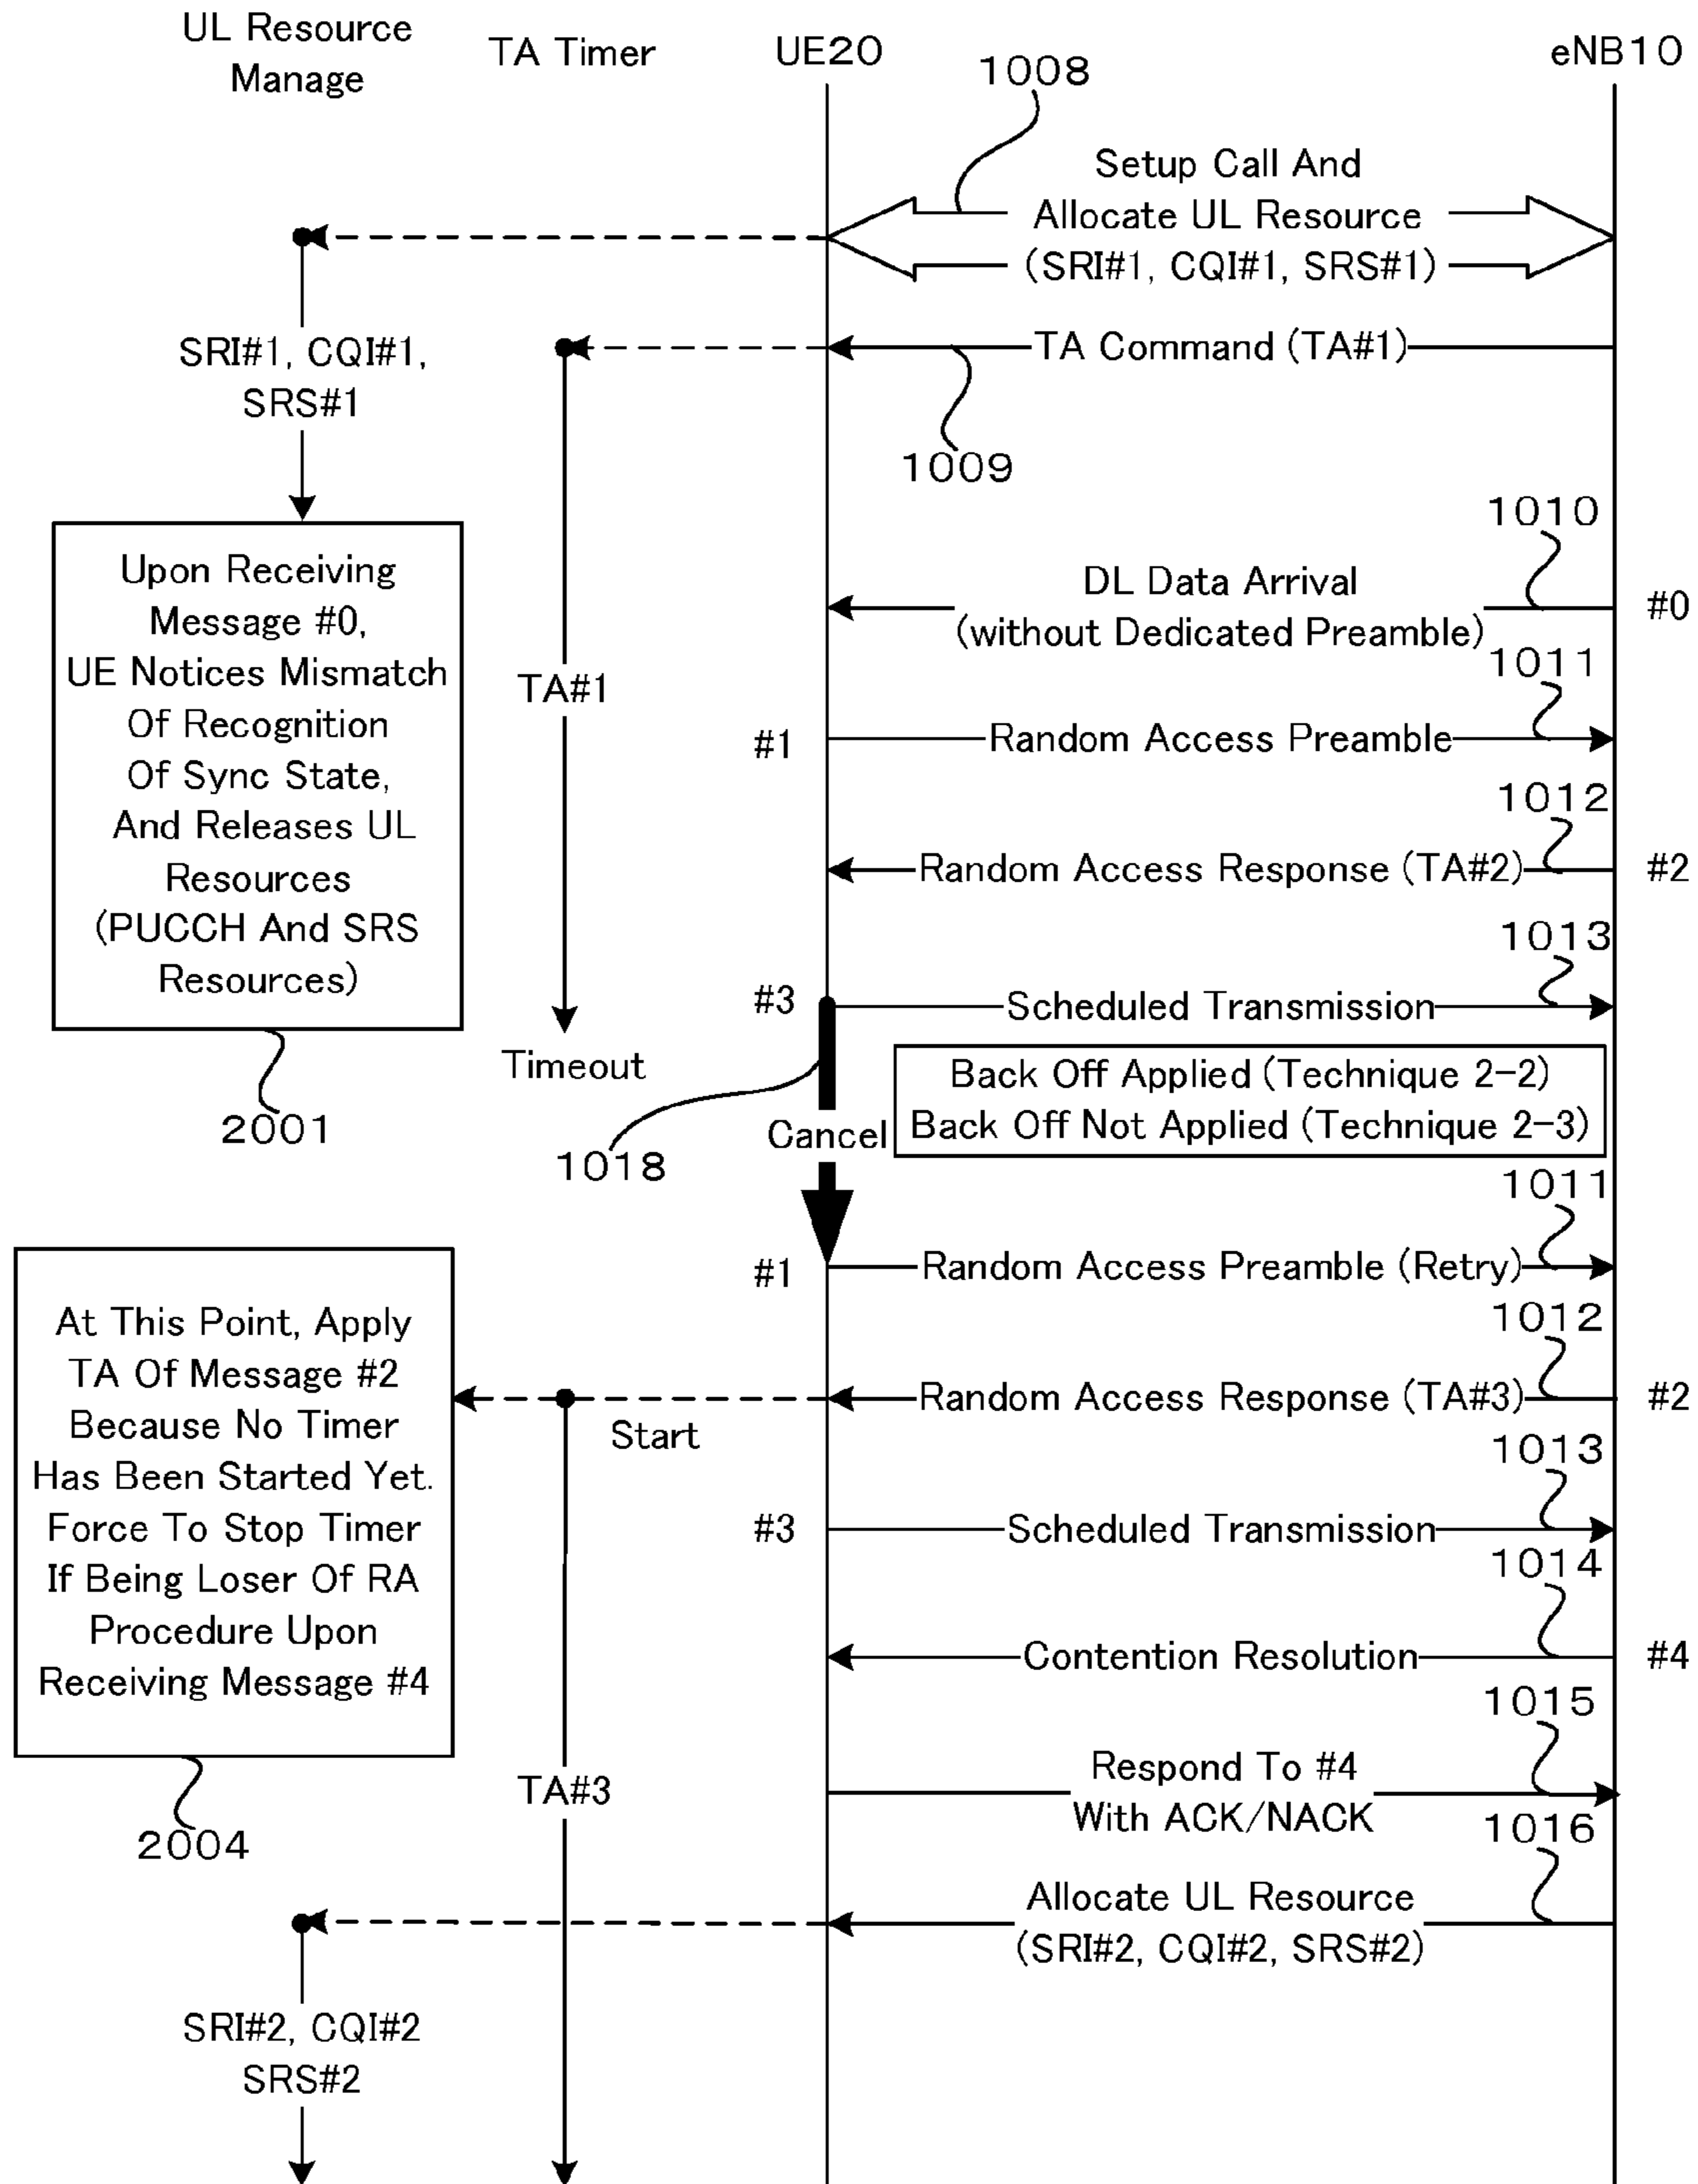 UL Resource
Manage
TA Timer
UE20
eNB10
1008
Setup Call And
Allocate UL Resource
(SRI#1, CQI#1, SRS#1)
SRI#1, CQI#1,
SRS#1
TA Command (TA#1)
1009
1010
Upon Receiving
Message #0,
UE Notices Mismatch
Of Recognition
Of Sync State,
And Releases UL
Resources
(PUCCH And SRS
Resources)
2001
DL Data Arrival
(without Dedicated Preamble)
#0
1011
TA#1
#1
Random Access Preamble
1012
Random Access Response (TA#2)
#2
1013
#3
Scheduled Transmission
Timeout
Back Off Applied (Technique 2-2)
Back Off Not Applied (Technique 2-3)
Cancel
1018
1011
#1
Random Access Preamble (Retry)
1012
At This Point, Apply
TA Of Message #2
Because No Timer
Has Been Started Yet.
Force To Stop Timer
If Being Loser Of RA
Procedure Upon
Receiving Message #4
2004
Start
Random Access Response (TA#3)
#2
1013
#3
Scheduled Transmission
1014
Contention Resolution
#4
1015
TA#3
Respond To #4
With ACK/NACK
1016
Allocate UL Resource
(SRI#2, CQI#2, SRS#2)
SRI#2, CQI#2
SRS#2